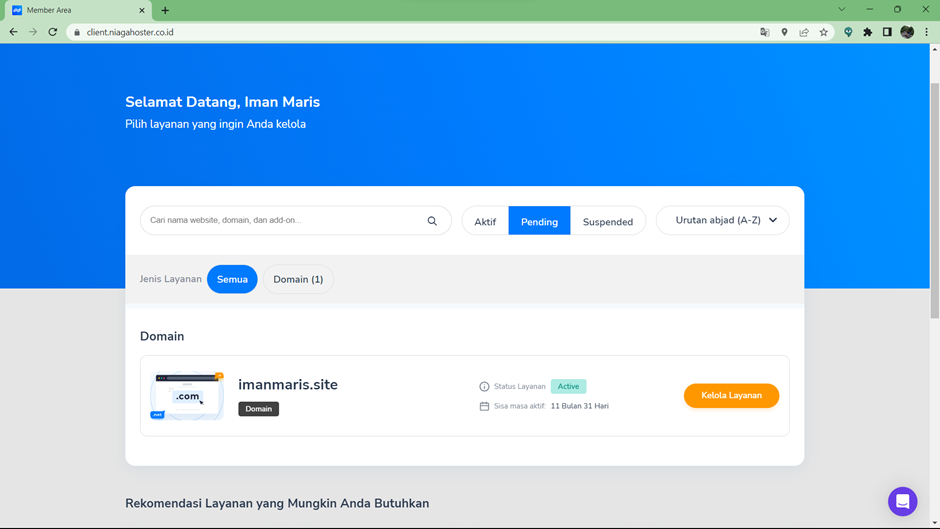 Member Area
client.niagahoster.co.id
Selamat Datang, Iman Maris
Pilih layanan yang ingin Anda kelola
Cari nama website, domain, dan add-on...
Aktif
Pending
Suspended
Urutan abjad (A-Z)
Jenis Layanan
Semua
Domain (1)
Domain
.com
.net
imanmaris.site
Domain
Status Layanan
Active
Sisa masa aktif:
11 Bulan 31 Hari
Kelola Layanan
Rekomendasi Layanan yang Mungkin Anda Butuhkan